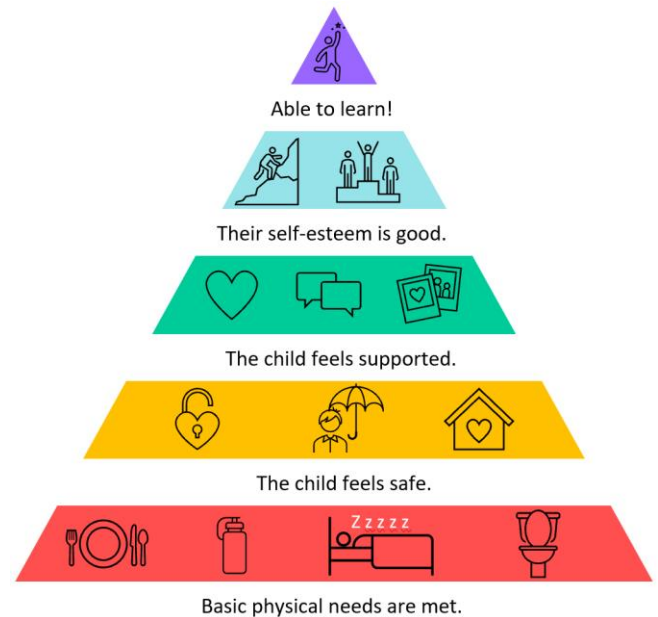 Able to learn!
Their self-esteem is good.
The child feels supported.
The child feels safe.
Z z z z z
Basic physical needs are met.